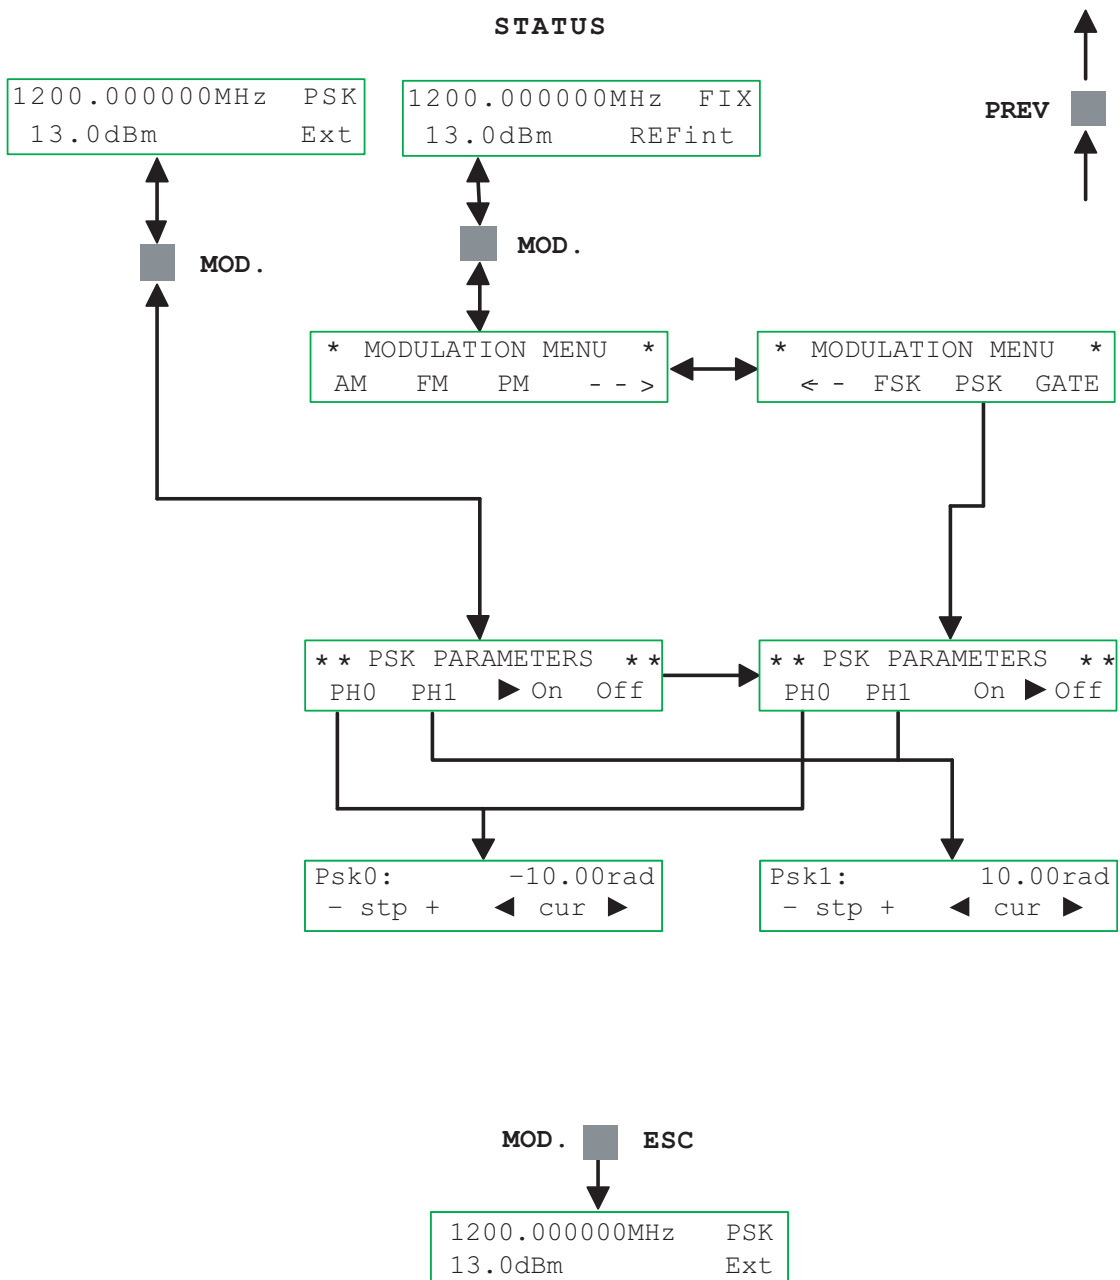 STATUS
1200.000000MHz PSK
13.0dBm Ext
1200.000000MHz FIX
13.0dBm REFint
PREV
MOD.
MOD.
* MODULATION MENU *
AM FM PM - - >
* MODULATION MENU *
< - FSK PSK GATE
** PSK PARAMETERS **
PH0 PH1 ▶ On Off
** PSK PARAMETERS **
PH0 PH1 On ▶ Off
Psk0: -10.00rad
- stp + ◀ cur ▶
Psk1: 10.00rad
- stp + ◀ cur ▶
MOD. ESC
1200.000000MHz PSK
13.0dBm Ext